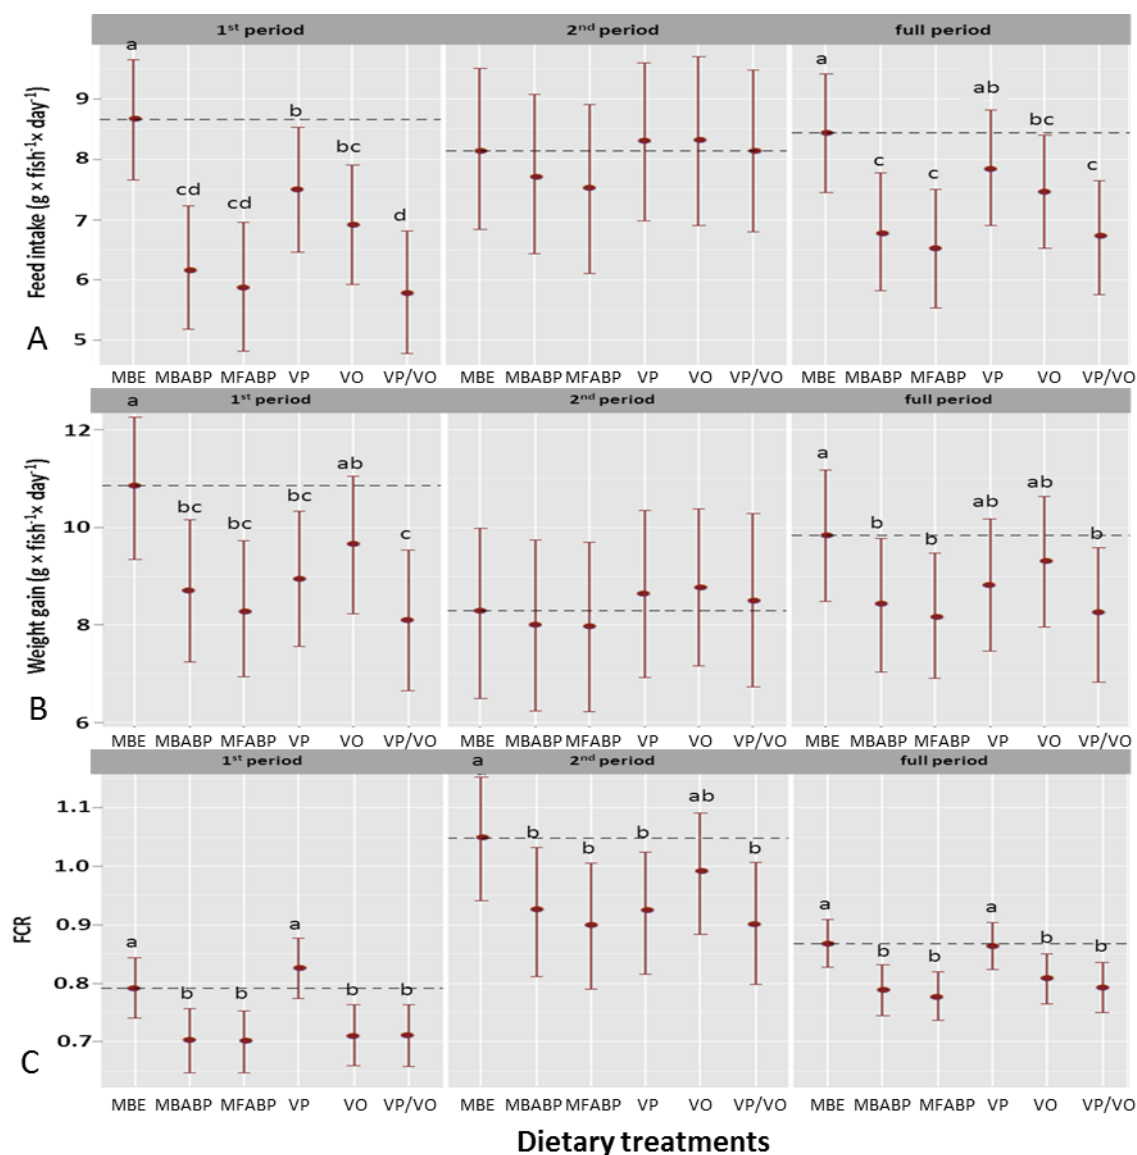 1st period 2nd period full period
a
a
b
ab
bc
bc
cd cd
d
c c c
9
8
7
6
5
Feed intake (g x fish-1x day-1)
A
MBE MBABP MFABP VP VO VP/VO MBE MBABP MFABP VP VO VP/VO MBE MBABP MFABP VP VO VP/VO
1st period 2nd period full period
a
a
ab
ab
ab
bc bc bc
c
b b b
12
10
8
6
Weight gain (g x fish-1x day-1)
B
MBE MBABP MFABP VP VO VP/VO MBE MBABP MFABP VP VO VP/VO MBE MBABP MFABP VP VO VP/VO
1st period 2nd period full period
a
ab
b b b b
a a
a a
b b b b
b b b b
1.1
1.0
0.9
0.8
0.7
FCR
C
MBE MBABP MFABP VP VO VP/VO MBE MBABP MFABP VP VO VP/VO MBE MBABP MFABP VP VO VP/VO
Dietary treatments